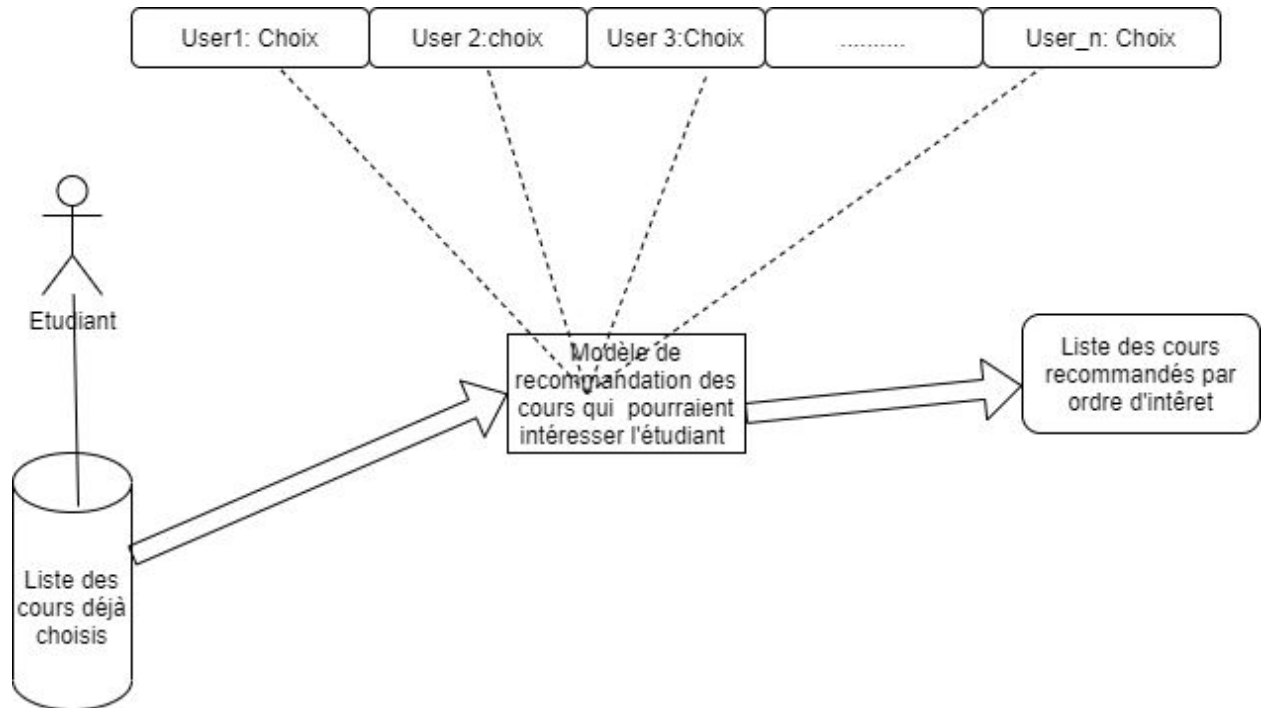 User1: Choix
User 2:choix
User 3:Choix
..........
User_n: Choix
Etudiant
Modèle de
recommandation des
cours qui pourraient
intéresser l'étudiant
Liste des cours
recommandés par
ordre d'intêret
Liste des
cours déjà
choisis